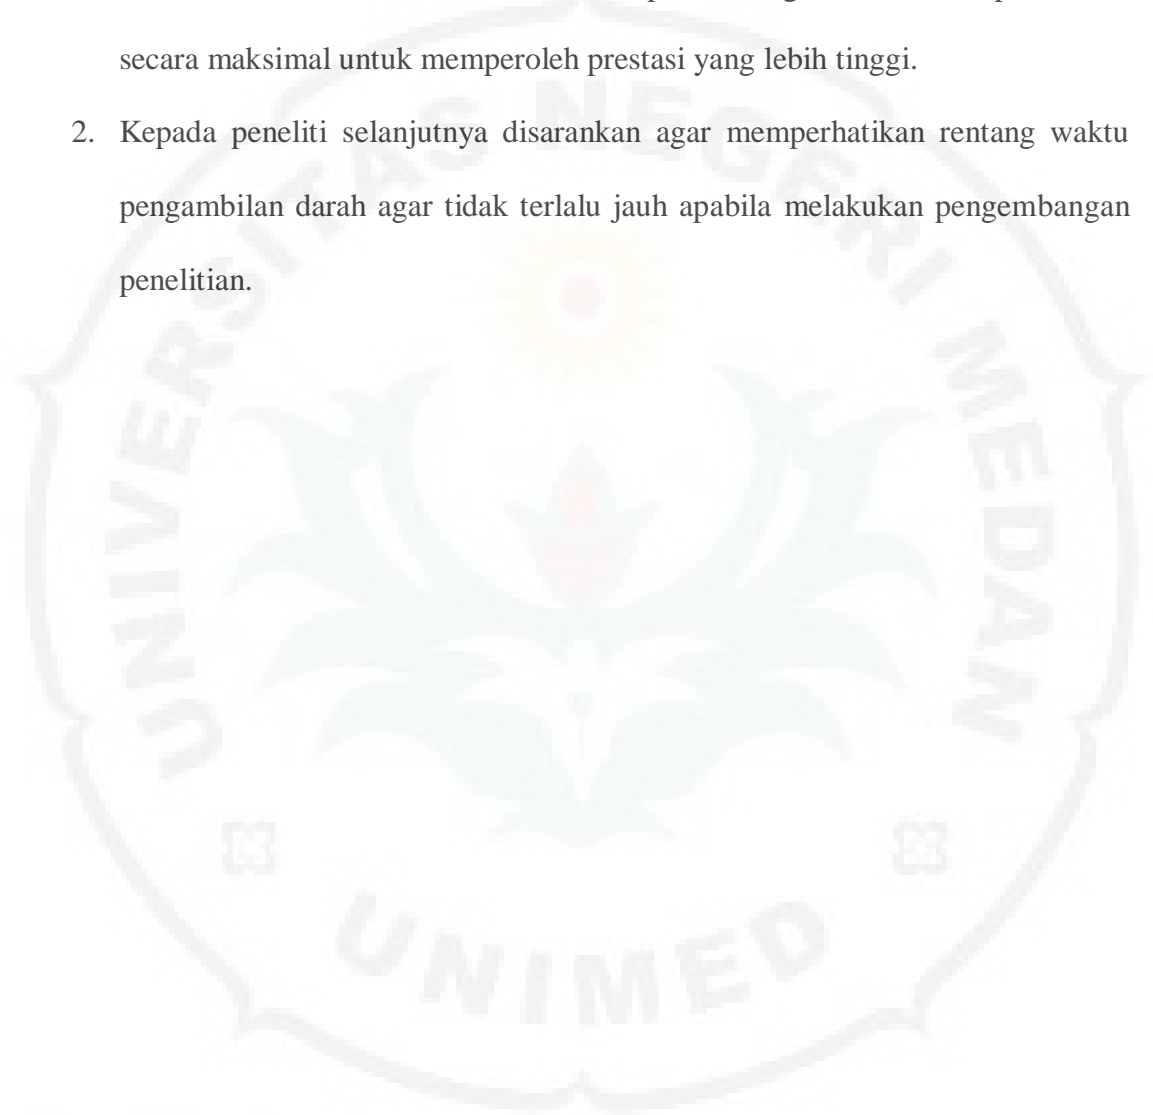 secara maksimal untuk memperoleh prestasi yang lebih tinggi.
2. Kepada peneliti selanjutnya disarankan agar memperhatikan rentang waktu
pengambilan darah agar tidak terlalu jauh apabila melakukan pengembangan
penelitian.
UNIVERSITAS NEGERI MEDAN
UNIMED